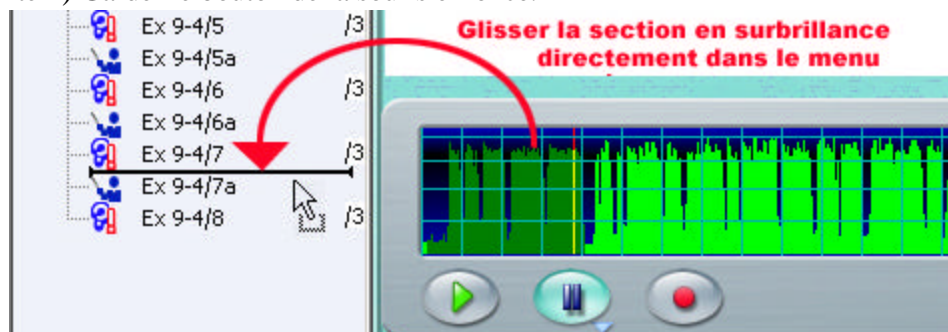 Ex 9-4/5 /3
Ex 9-4/5a
Ex 9-4/6 /3
Ex 9-4/6a
Ex 9-4/7 /3
Ex 9-4/7a
Ex 9-4/8 /3
Glisser la section en surbrillance
directement dans le menu